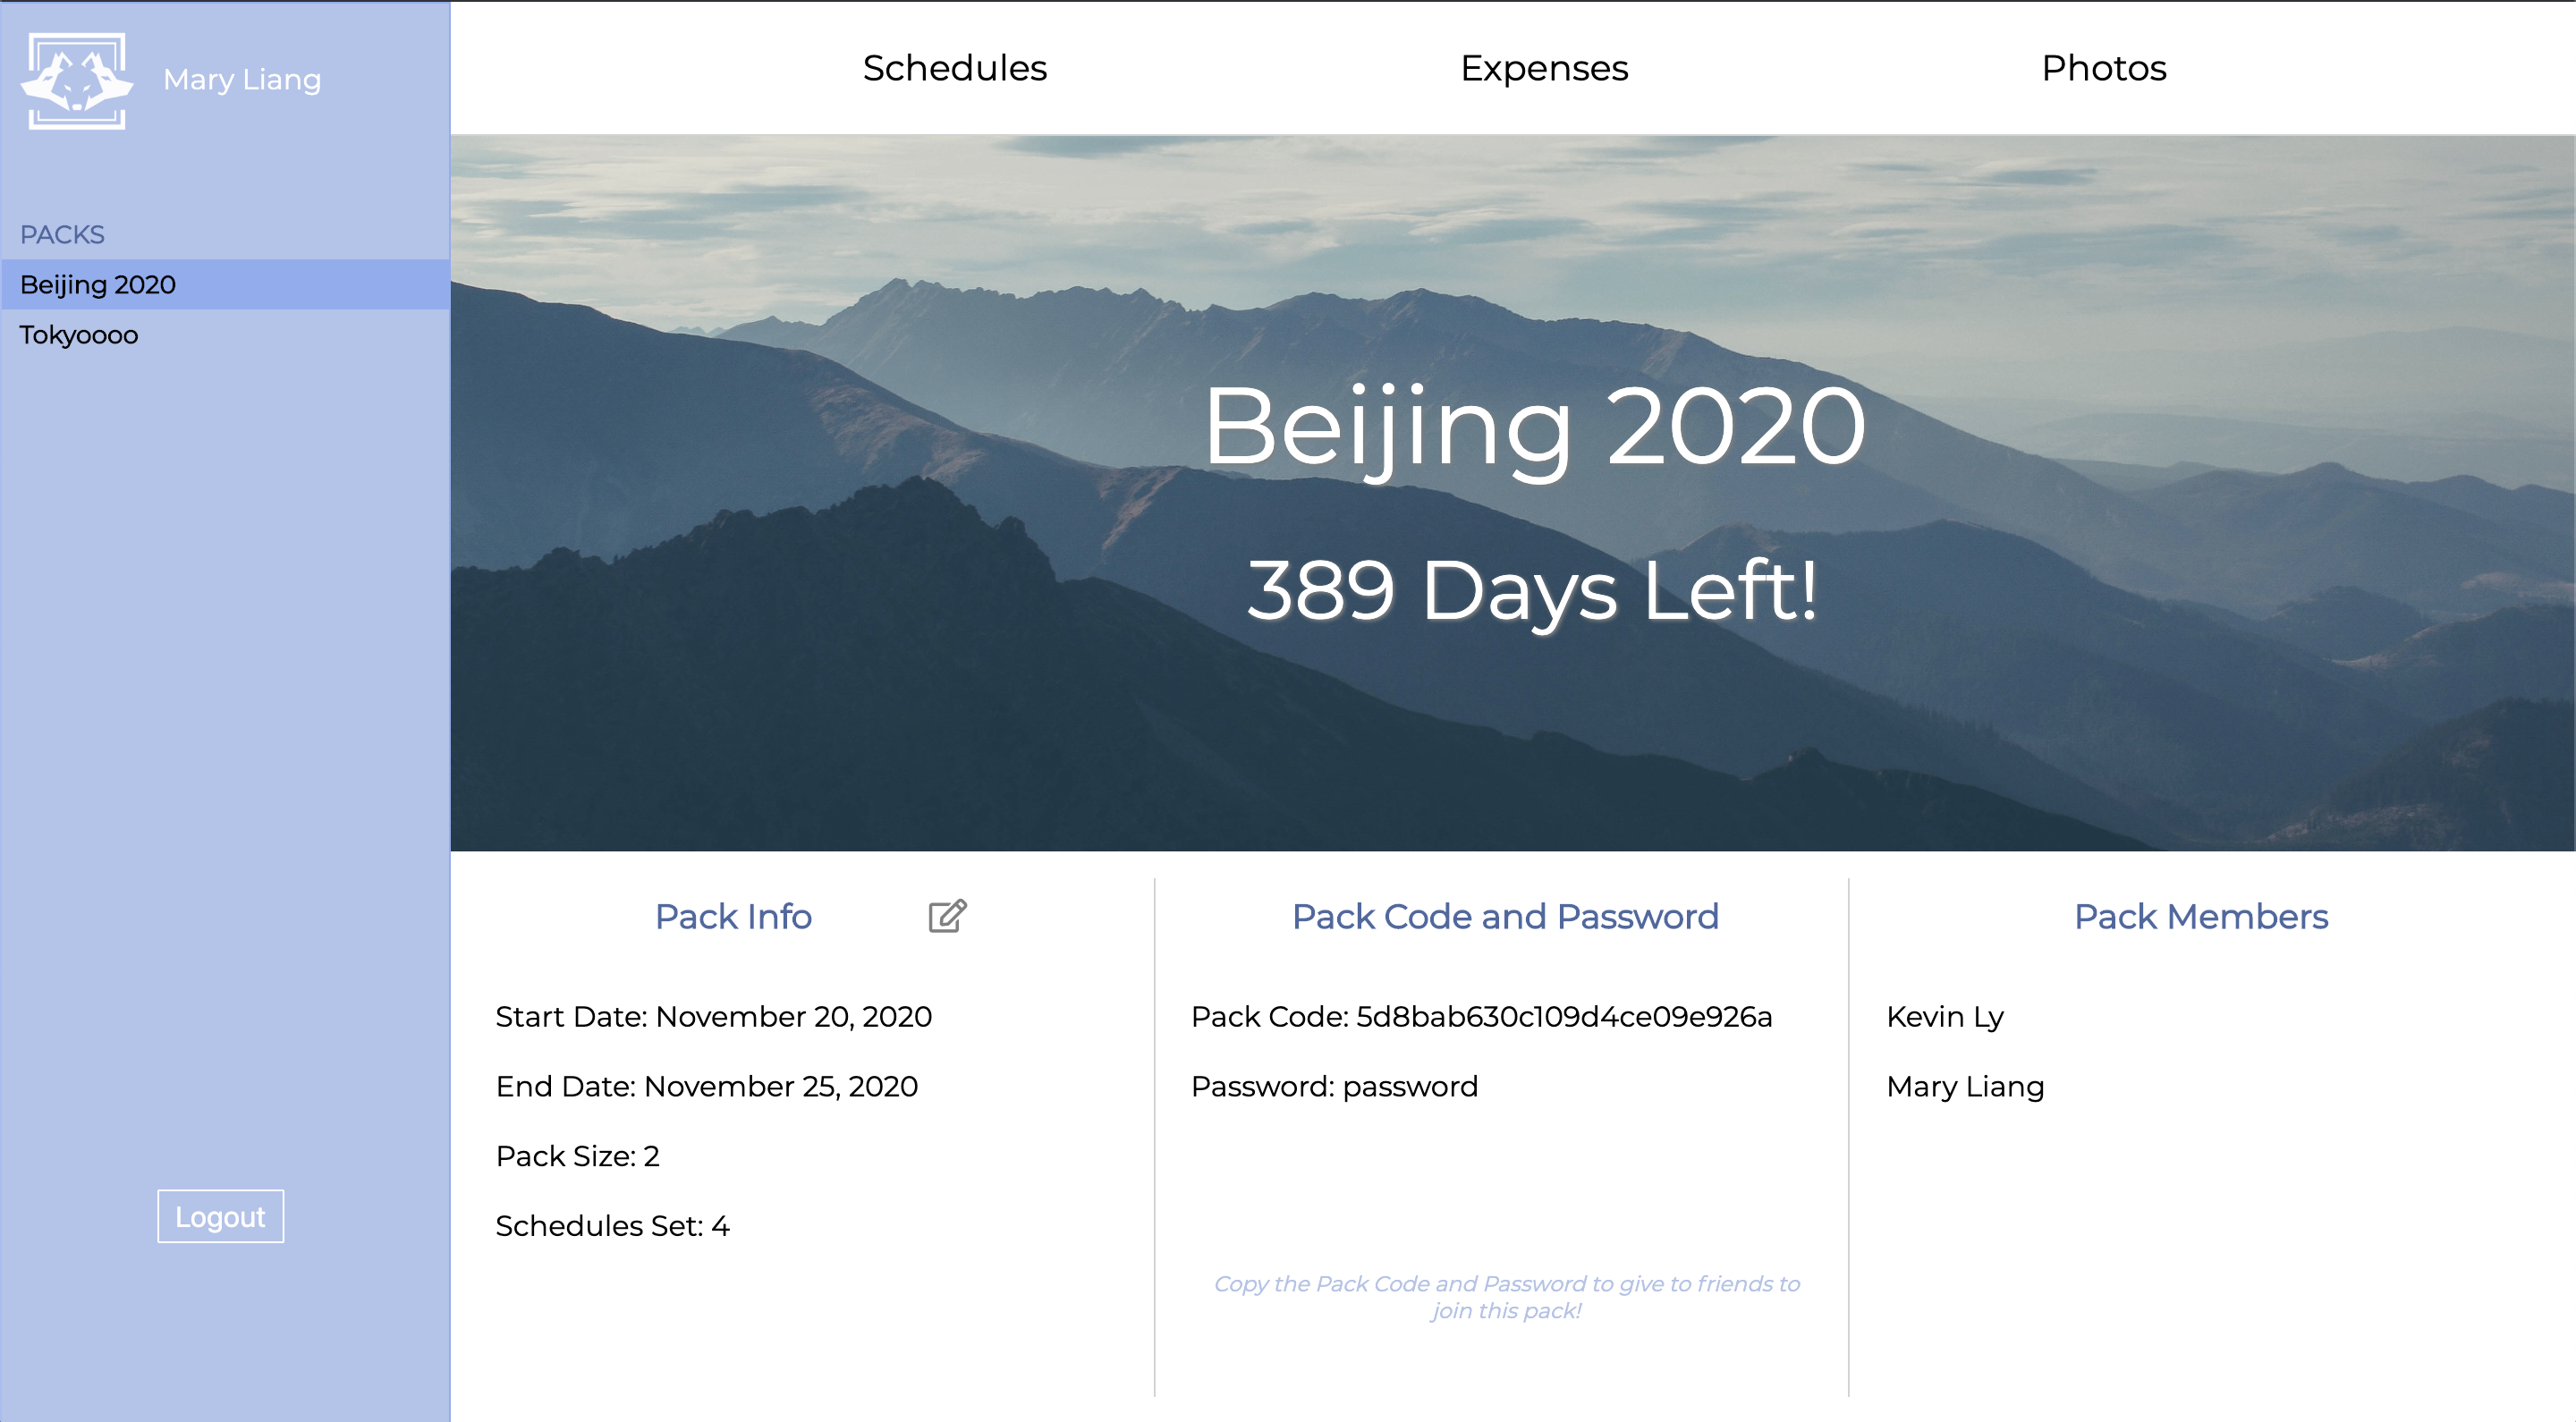 Mary Liang
PACKS
Beijing 2020
Tokyoooo
Logout
Schedules
Expenses
Photos
Beijing 2020
389 Days Left!
Pack Info
Start Date: November 20, 2020
End Date: November 25, 2020
Pack Size: 2
Schedules Set: 4
Pack Code and Password
Pack Code: 5d8bab630c109d4ce09e926a
Password: password
Copy the Pack Code and Password to give to friends to
join this pack!
Pack Members
Kevin Ly
Mary Liang